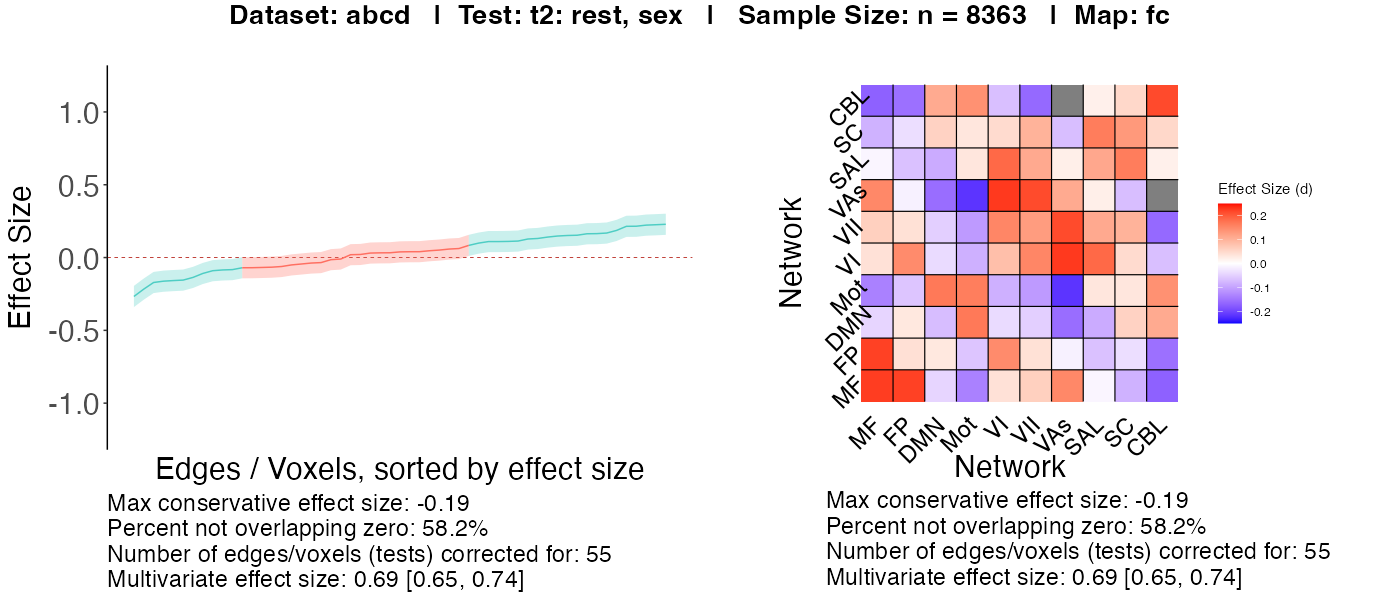 Dataset: abcd | Test: t2: rest, sex | Sample Size: n = 8363 | Map: fc
Effect Size
1.0
0.5
0.0
-0.5
-1.0
Edges / Voxels, sorted by effect size
Max conservative effect size: -0.19
Percent not overlapping zero: 58.2%
Number of edges/voxels (tests) corrected for: 55
Multivariate effect size: 0.69 [0.65, 0.74]
Network
CBL
SC
SAL
VAs
VII
VI
Mot
DMN
FP
MF
MF FP DMN Mot VI VII VAs SAL SC CBL
Network
Effect Size (d)
0.2
0.1
0.0
-0.1
-0.2
Max conservative effect size: -0.19
Percent not overlapping zero: 58.2%
Number of edges/voxels (tests) corrected for: 55
Multivariate effect size: 0.69 [0.65, 0.74]